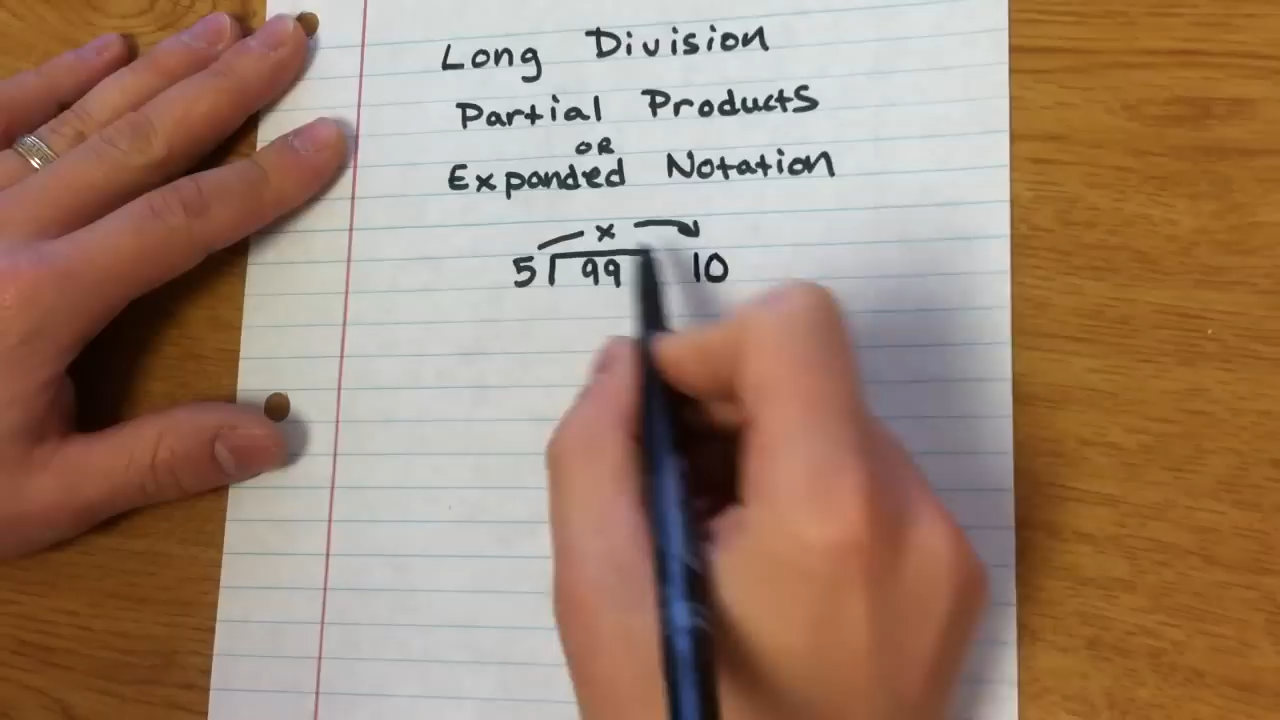 Long Division
Partial Products
OR
Expanded Notation
x
5 99 10